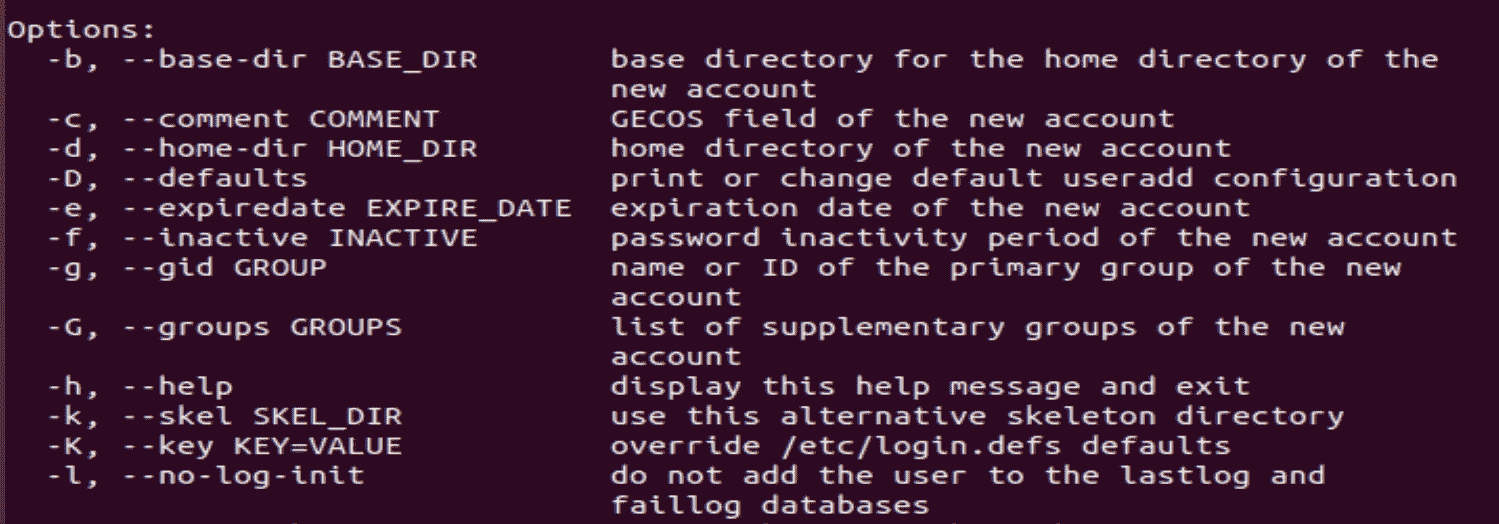 Options:
  -b, --base-dir BASE_DIR       base directory for the home directory of the
                                new account
  -c, --comment COMMENT         GECOS field of the new account
  -d, --home-dir HOME_DIR       home directory of the new account
  -D, --defaults                print or change default useradd configuration
  -e, --expiredate EXPIRE_DATE  expiration date of the new account
  -f, --inactive INACTIVE       password inactivity period of the new account
  -g, --gid GROUP               name or ID of the primary group of the new
                                account
  -G, --groups GROUPS           list of supplementary groups of the new
                                account
  -h, --help                    display this help message and exit
  -k, --skel SKEL_DIR           use this alternative skeleton directory
  -K, --key KEY=VALUE           override /etc/login.defs defaults
  -l, --no-log-init             do not add the user to the lastlog and
                                faillog databases